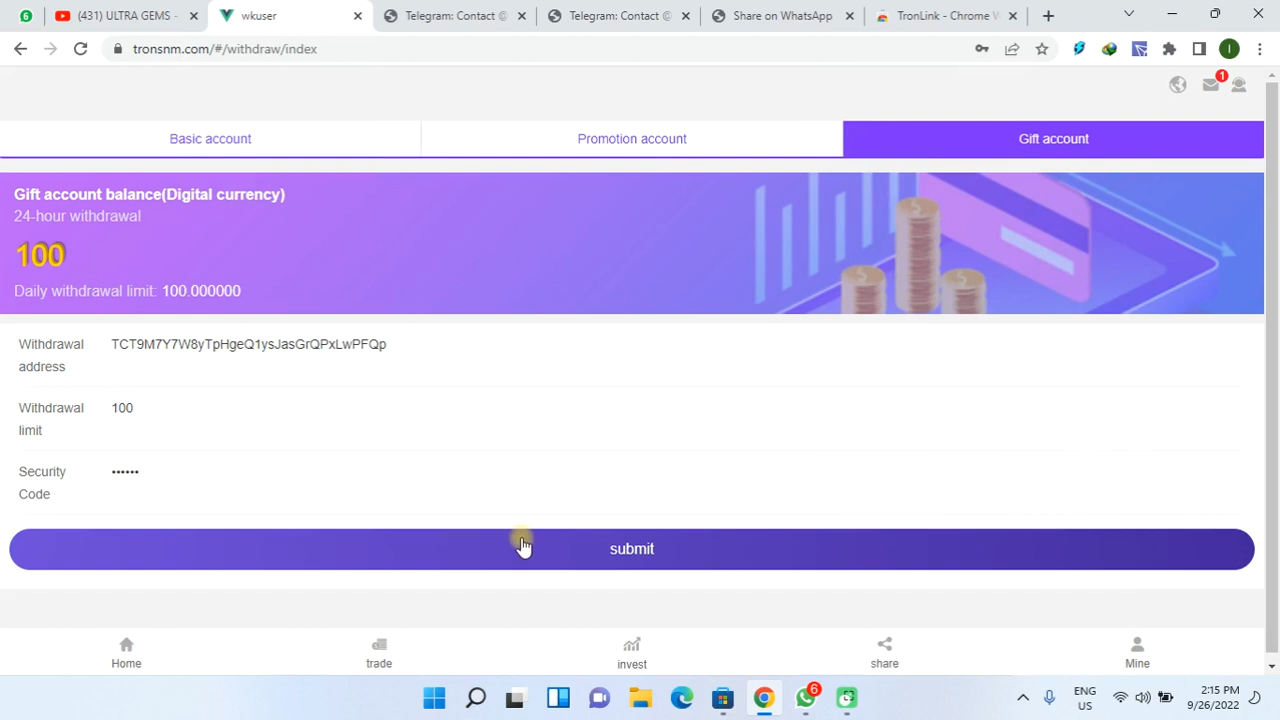 6
(431) ULTRA GEMS -
wkuser
Telegram: Contact @
Telegram: Contact @
Share on WhatsApp
TronLink - Chrome W
tronsnm.com/#/withdraw/index
I
1
Basic account
Promotion account
Gift account
Gift account balance(Digital currency)
24-hour withdrawal
100
Daily withdrawal limit: 100.000000
Withdrawal address
TCT9M7Y7W8yTpHgeQ1ysJasGrQPxLwPFQp
Withdrawal limit
100
Security Code
••••••
submit
Home
trade
invest
share
Mine
6
ENG
US
2:15 PM
9/26/2022